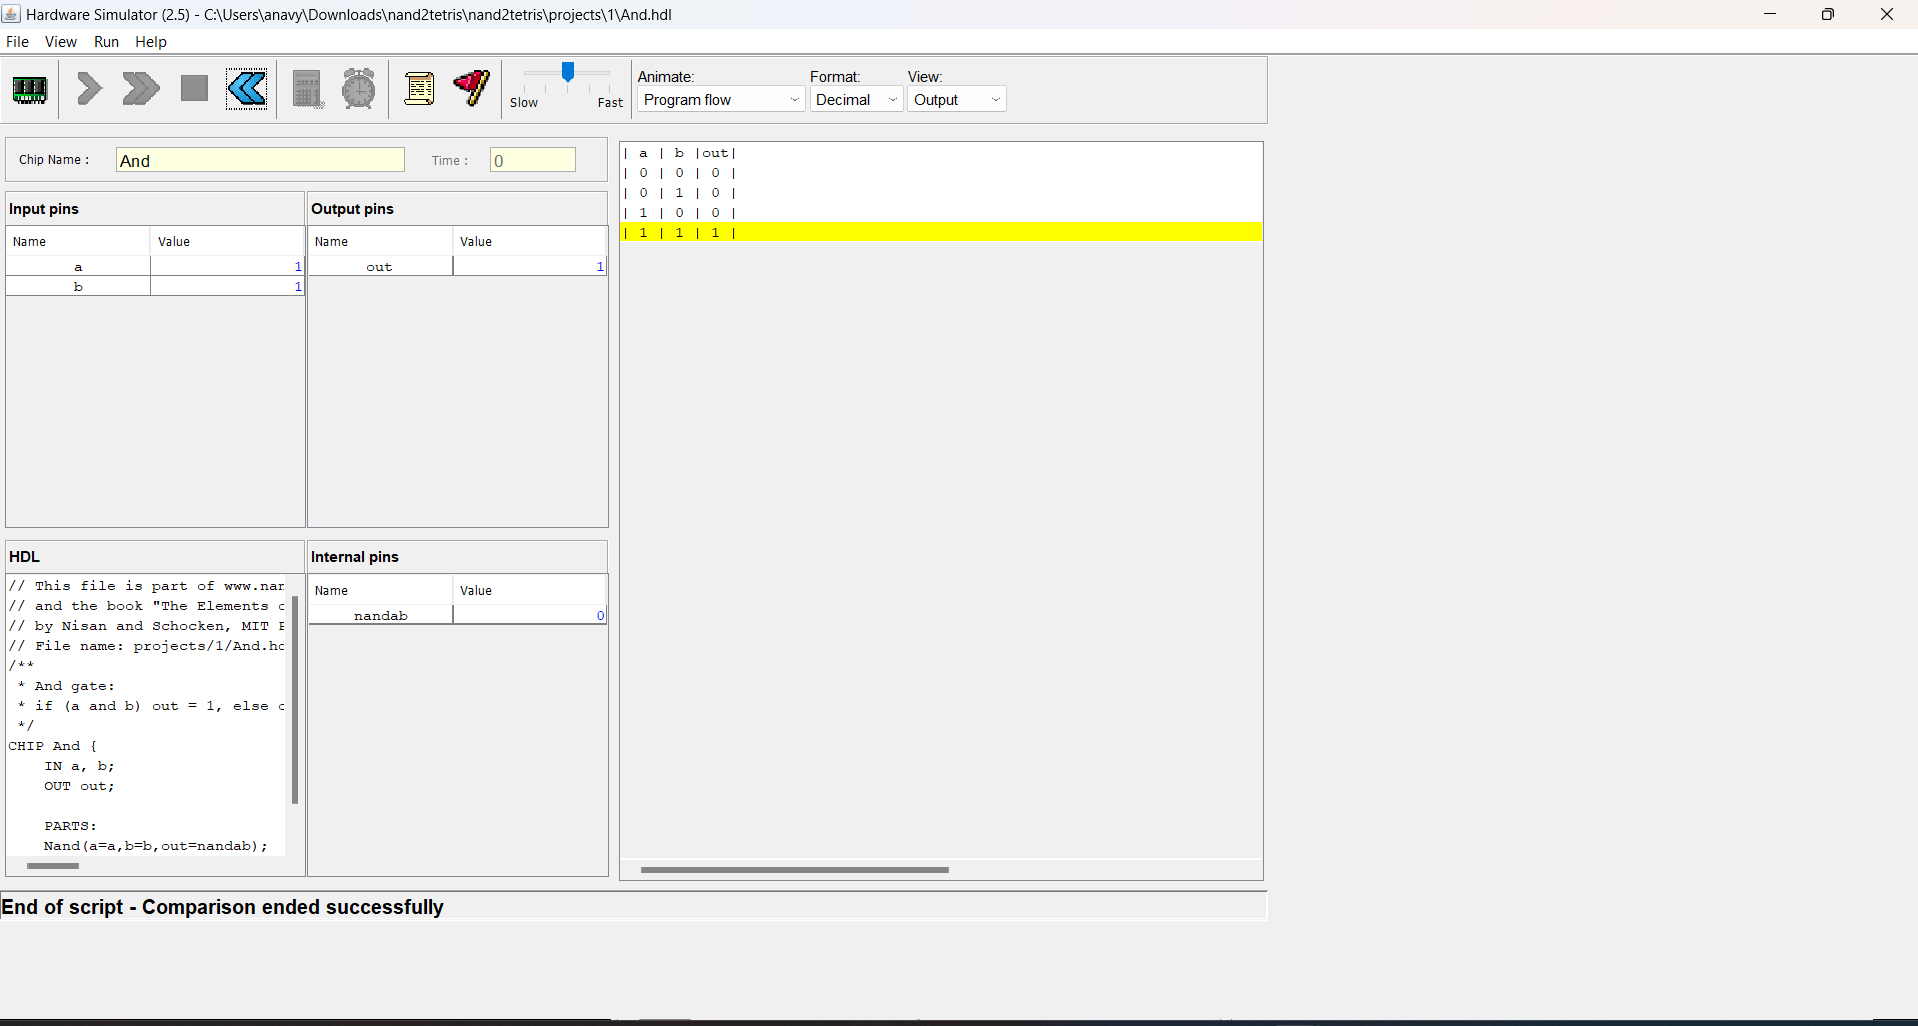 Hardware Simulator (2.5) - C:\Users\anavy\Downloads\nand2tetris\nand2tetris\projects\1\And.hdl
File View Run Help
Slow Fast
Animate: Format: View:
Program flow Decimal Output
Chip Name : And Time : 0
Input pins Output pins
Name Value Name Value
a 1 out 1
b 1
| a | b |out|
| 0 | 0 | 0 |
| 0 | 1 | 0 |
| 1 | 0 | 0 |
| 1 | 1 | 1 |
HDL
// This file is part of www.nan
// and the book "The Elements o
// by Nisan and Schocken, MIT P
// File name: projects/1/And.hd
/**
* And gate:
* if (a and b) out = 1, else o
*/
CHIP And {
IN a, b;
OUT out;
PARTS:
Nand(a=a,b=b,out=nandab);
Internal pins
Name Value
nandab 0
End of script - Comparison ended successfully